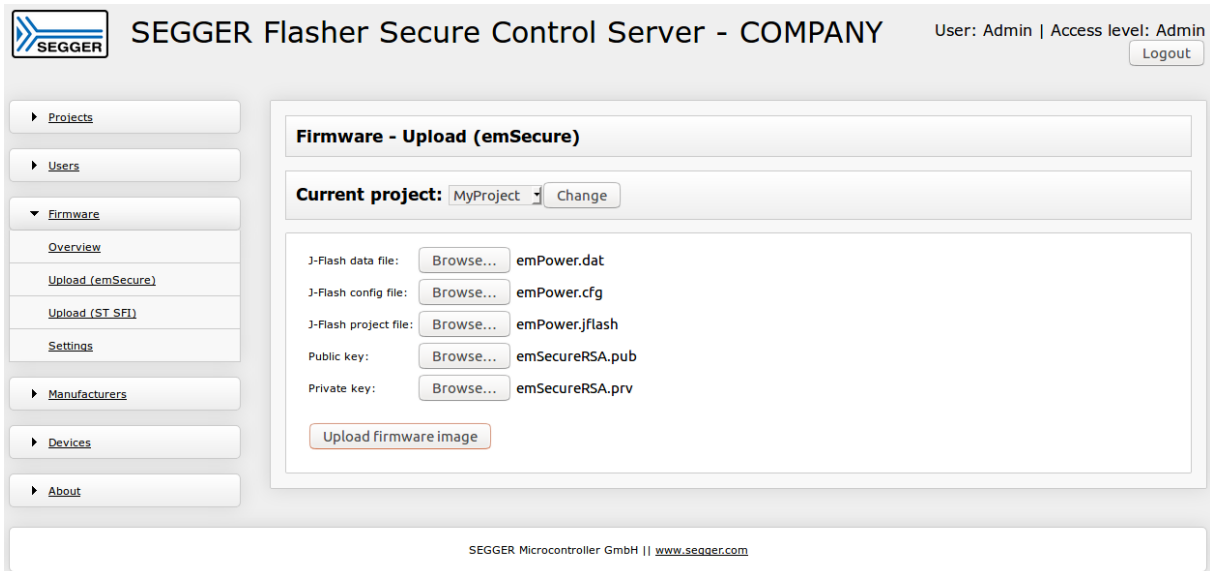 SEGGER
SEGGER Flasher Secure Control Server - COMPANY
User: Admin | Access level: Admin
Logout
Projects
Users
Firmware
Overview
Upload (emSecure)
Upload (ST SFI)
Settings
Manufacturers
Devices
About
Firmware - Upload (emSecure)
Current project: MyProject Change
J-Flash data file: Browse... emPower.dat
J-Flash config file: Browse... emPower.cfg
J-Flash project file: Browse... emPower.jflash
Public key: Browse... emSecureRSA.pub
Private key: Browse... emSecureRSA.prv
Upload firmware image
SEGGER Microcontroller GmbH || www.segger.com